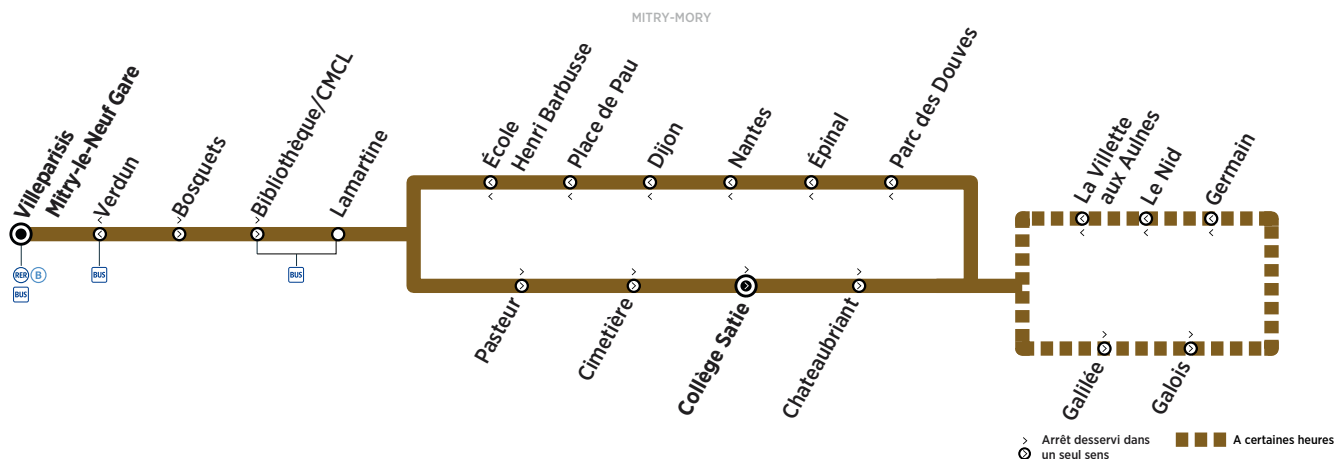 MITRY-MORY
Villeparisis
Mitry-le-Neuf Gare
Verdun
Bosquets
Bibliothèque/CMCL
Lamartine
École
Henri Barbusse
Place de Pau
Dijon
Nantes
Épinal
Parc des Douves
La Villette
aux Aulnes
Le Nid
Germain
RER B
BUS
BUS
BUS
Pasteur
Cimetière
Collège Satie
Chateaubriant
Galilée
Galois
Arrêt desservi dans
un seul sens
A certaines heures